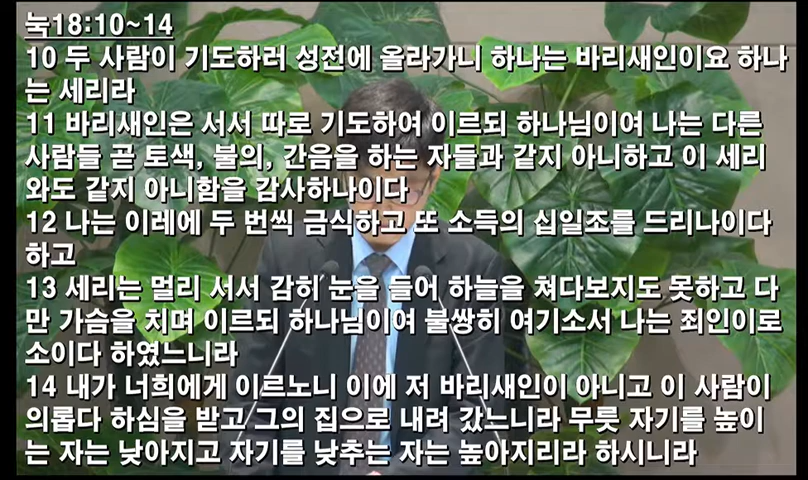 눅18:10~14
10 두 사람이 기도하러 성전에 올라가니 하나는 바리새인이요 하나
는 세리라
11 바리새인은 서서 따로 기도하여 이르되 하나님이여 나는 다른
사람들 곧 토색, 불의, 간음을 하는 자들과 같지 아니하고 이 세리
와도 같지 아니함을 감사하나이다
12 나는 이레에 두 번씩 금식하고 또 소득의 십일조를 드리나이다
하고
13 세리는 멀리 서서 감히 눈을 들어 하늘을 쳐다보지도 못하고 다
만 가슴을 치며 이르되 하나님이여 불쌍히 여기소서 나는 죄인이로
소이다 하였느니라
14 내가 너희에게 이르노니 이에 저 바리새인이 아니고 이 사람이
의롭다 하심을 받고 그의 집으로 내려 갔느니라 무릇 자기를 높이
는 자는 낮아지고 자기를 낮추는 자는 높아지리라 하시니라